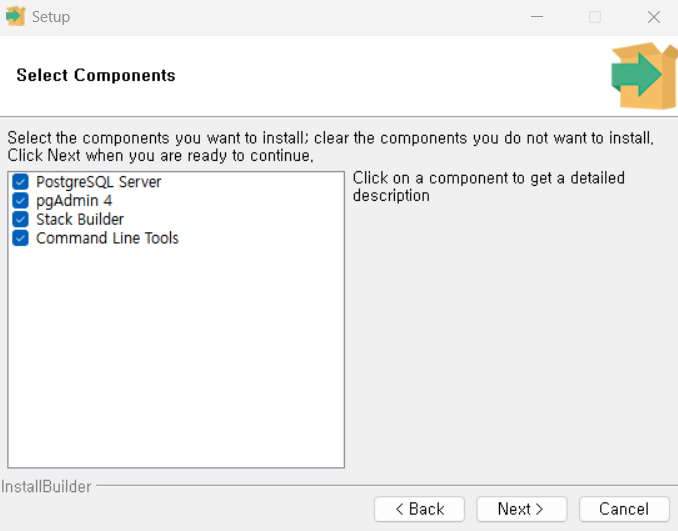 Setup
Select Components
Select the components you want to install; clear the components you do not want to install.
Click Next when you are ready to continue.
PostgreSQL Server
pgAdmin 4
Stack Builder
Command Line Tools
Click on a component to get a detailed
description
InstallBuilder
< Back
Next >
Cancel